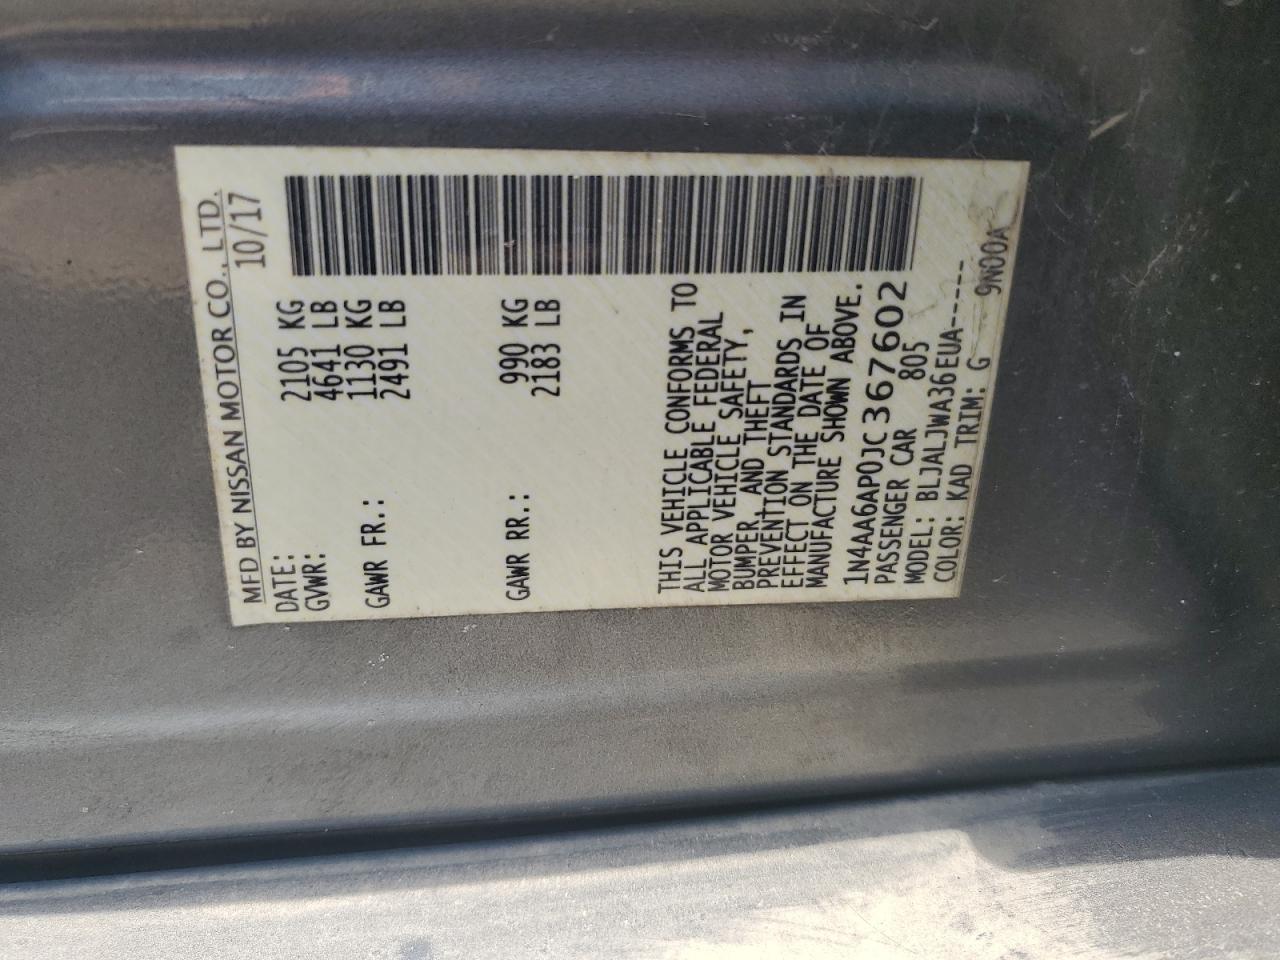 MFD BY NISSAN MOTOR CO., LTD.
DATE: 10/17
GVWR: 2105 KG
4641 LB
GAWR FR.: 1130 KG
2491 LB
GAWR RR.: 990 KG
2183 LB
THIS VEHICLE CONFORMS TO
ALL APPLICABLE FEDERAL
MOTOR VEHICLE SAFETY,
BUMPER, AND THEFT
PREVENTION STANDARDS IN
EFFECT ON THE DATE OF
MANUFACTURE SHOWN ABOVE.
1N4AA6AP0JC367602
PASSENGER CAR 805
MODEL: BLJALJWA36EUA-----
COLOR: KAD TRIM: G 9N00A